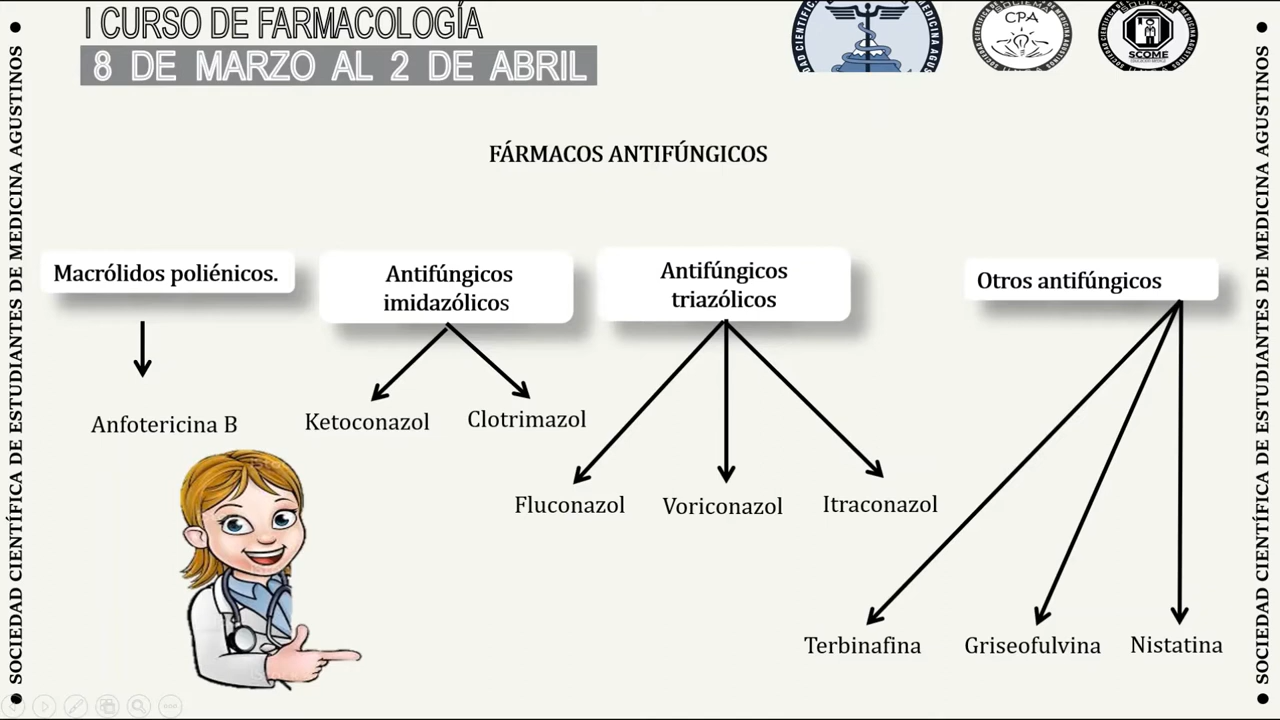 I CURSO DE FARMACOLOGÍA
8 DE MARZO AL 2 DE ABRIL
CPA
SCOME
SOCIEDAD CIENTÍFICA DE ESTUDIANTES DE MEDICINA AGUSTINOS
SOCIEDAD CIENTÍFICA DE ESTUDIANTES DE MEDICINA AGUSTINOS
FÁRMACOS ANTIFÚNGICOS
Macrólidos poliénicos.
Antifúngicos
imidazólicos
Antifúngicos
triazólicos
Otros antifúngicos
Anfotericina B
Ketoconazol
Clotrimazol
Fluconazol
Voriconazol
Itraconazol
Terbinafina
Griseofulvina
Nistatina